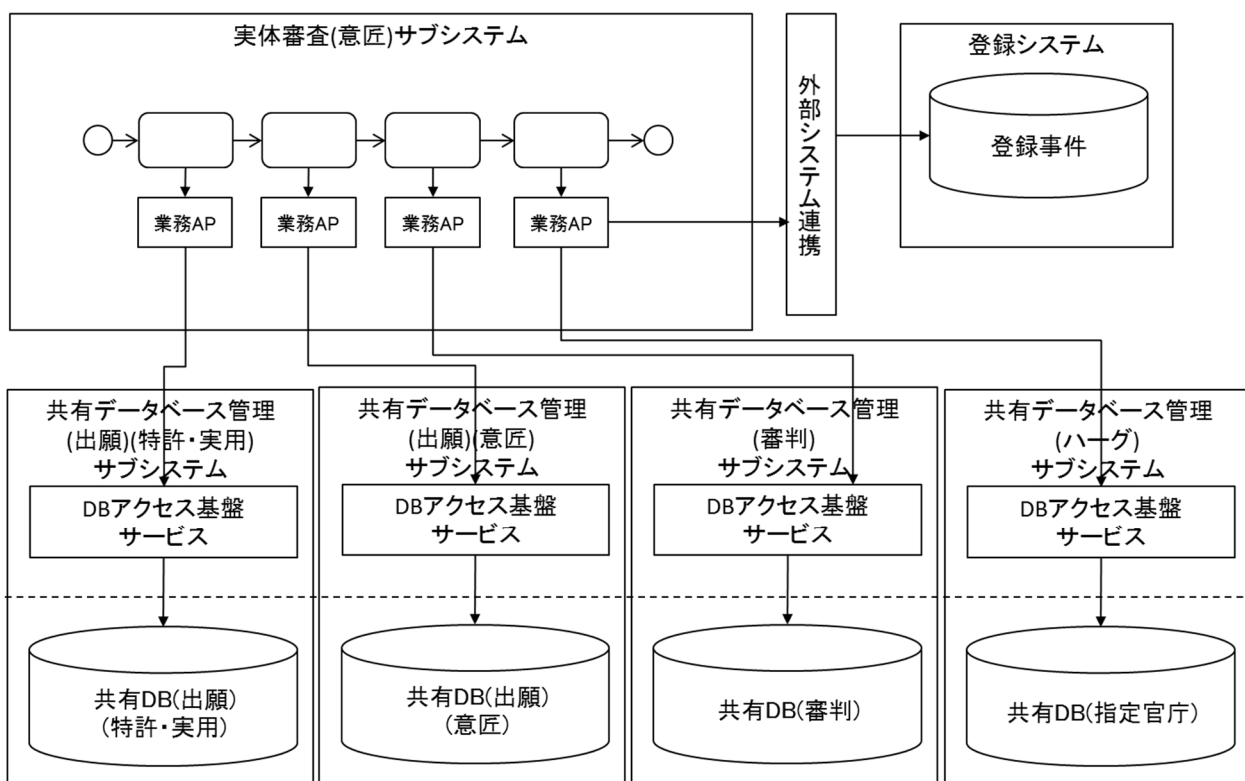 実体審査(意匠)サブシステム
業務AP
業務AP
業務AP
業務AP
外部システム連携
登録システム
登録事件
共有データベース管理
(出願)(特許・実用)
サブシステム
DBアクセス基盤
サービス
共有DB(出願)
(特許・実用)
共有データベース管理
(出願)(意匠)
サブシステム
DBアクセス基盤
サービス
共有DB(出願)
(意匠)
共有データベース管理
(審判)
サブシステム
DBアクセス基盤
サービス
共有DB(審判)
共有データベース管理
(ハーグ)
サブシステム
DBアクセス基盤
サービス
共有DB(指定官庁)